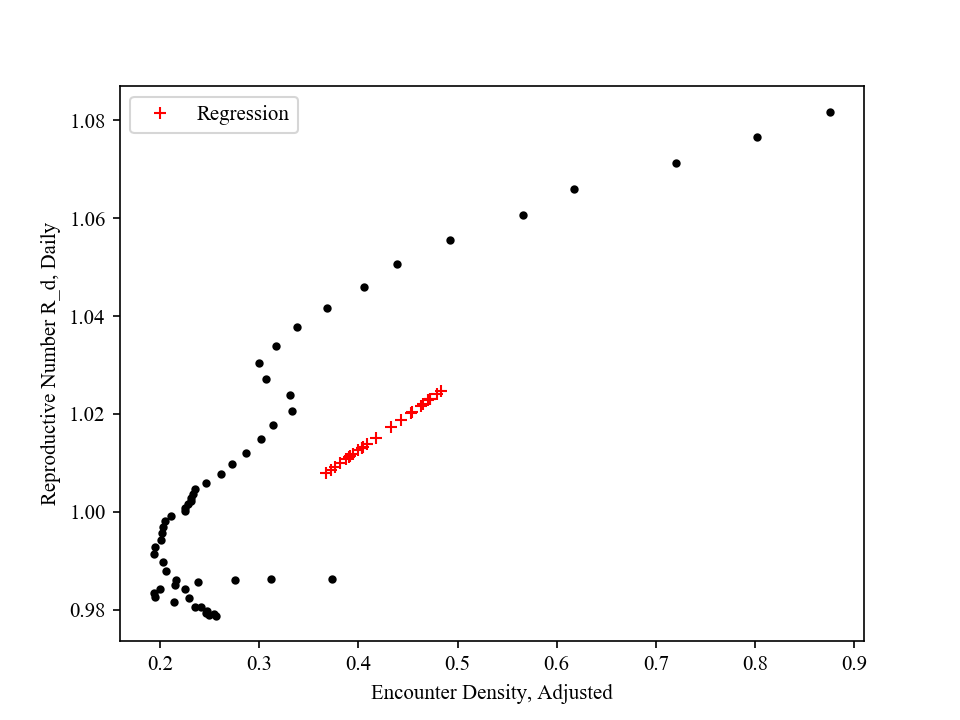 Regression
1.08
1.06
1.04
1.02
1.00
0.98
Reproductive Number R_d, Daily
0.2 0.3 0.4 0.5 0.6 0.7 0.8 0.9
Encounter Density, Adjusted